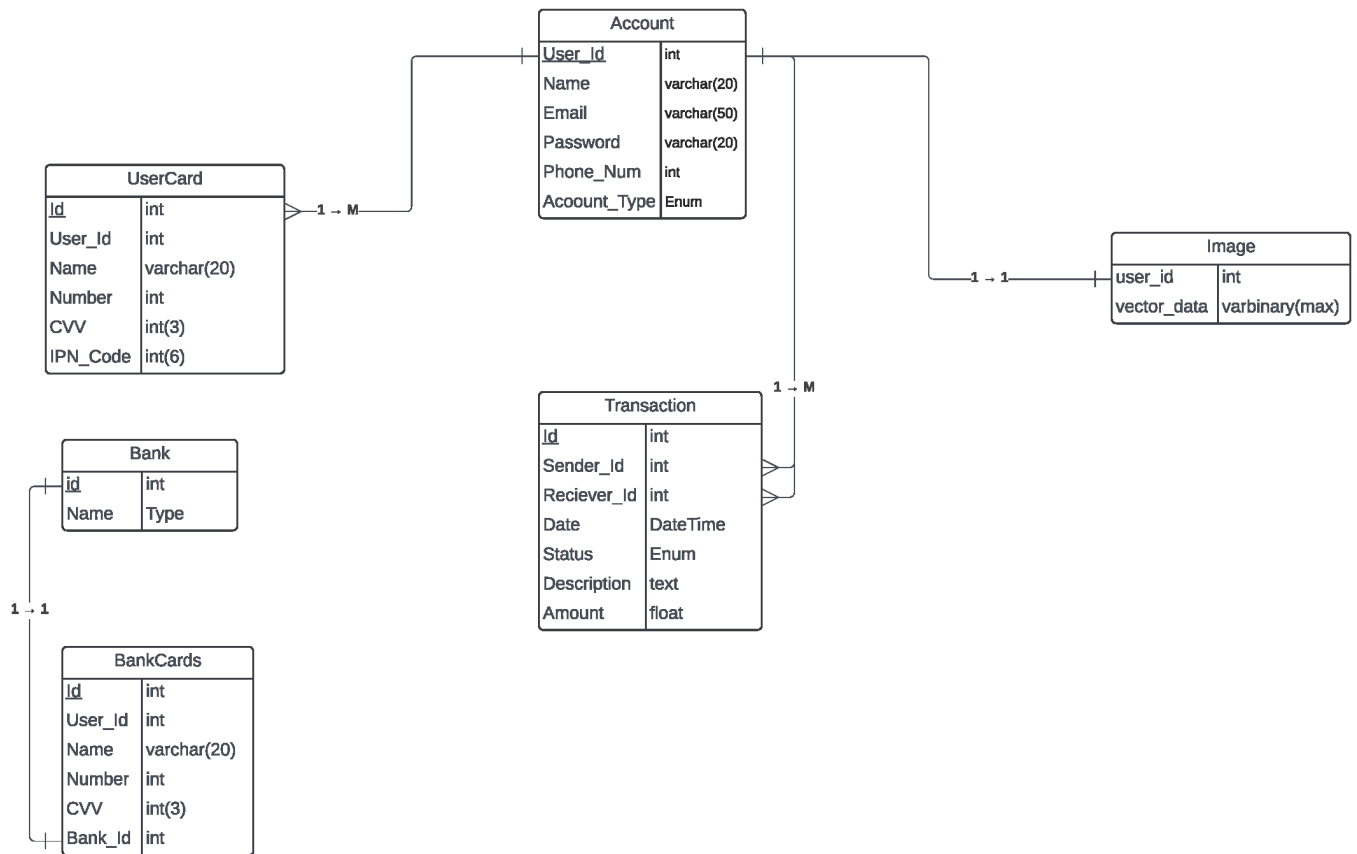 Account
User_Id int
Name varchar(20)
Email varchar(50)
Password varchar(20)
Phone_Num int
Acoount_Type Enum
UserCard
Id int
User_Id int
Name varchar(20)
Number int
CVV int(3)
IPN_Code int(6)
1 → M
Image
user_id int
vector_data varbinary(max)
1 → 1
1 → M
Transaction
Id int
Sender_Id int
Reciever_Id int
Date DateTime
Status Enum
Description text
Amount float
Bank
id int
Name Type
1 → 1
BankCards
Id int
User_Id int
Name varchar(20)
Number int
CVV int(3)
Bank_Id int